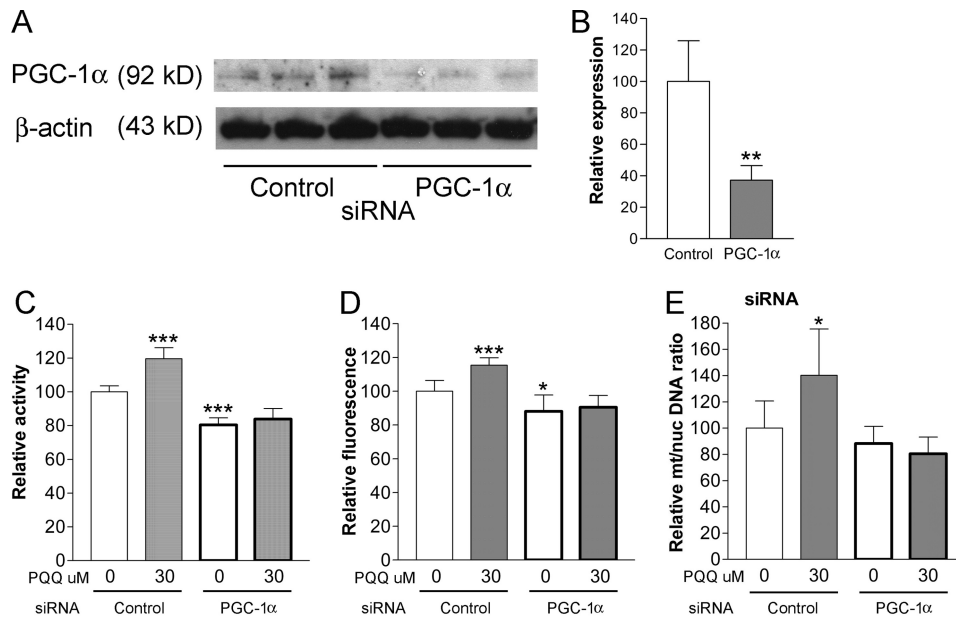 A
PGC-1α (92 kD)
β-actin (43 kD)
Control PGC-1α
siRNA
B
Relative expression
140
120
100
80
60
40
20
0
**
Control PGC-1α
siRNA
C
Relative activity
140
120
100
80
60
40
20
0
***
***
PQQ uM 0 30 0 30
siRNA Control PGC-1α
D
Relative fluorescence
140
120
100
80
60
40
20
0
***
*
PQQ uM 0 30 0 30
siRNA Control PGC-1α
E
Relative mt/nuc DNA ratio
180
160
140
120
100
80
60
40
20
0
*
PQQ uM 0 30 0 30
siRNA Control PGC-1α